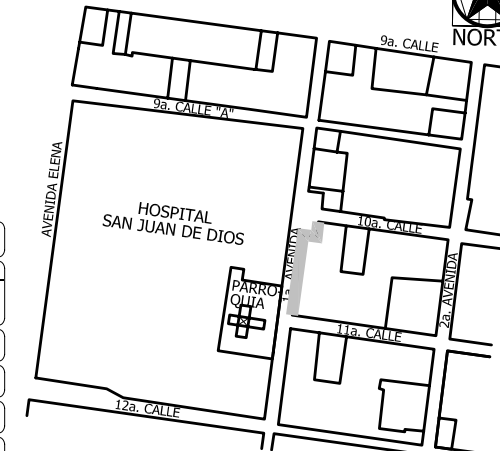 NORT
9a. CALLE
9a. CALLE "A"
AVENIDA ELENA
HOSPITAL
SAN JUAN DE DIOS
10a. CALLE
1a. AVENIDA
2a. AVENIDA
PARRO-
QUIA
11a. CALLE
12a. CALLE